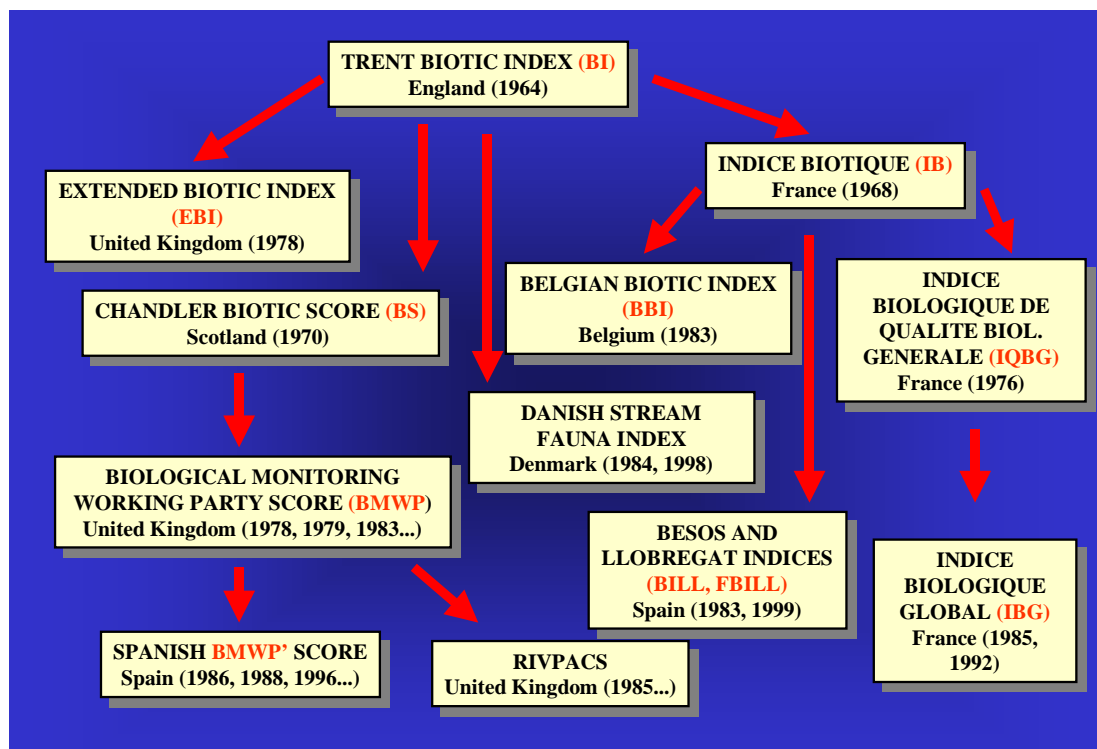 TRENT BIOTIC INDEX (BI)
England (1964)
EXTENDED BIOTIC INDEX
(EBI)
United Kingdom (1978)
INDICE BIOTIQUE (IB)
France (1968)
CHANDLER BIOTIC SCORE (BS)
Scotland (1970)
BELGIAN BIOTIC INDEX
(BBI)
Belgium (1983)
INDICE
BIOLOGIQUE DE
QUALITE BIOL.
GENERALE (IQBG)
France (1976)
DANISH STREAM
FAUNA INDEX
Denmark (1984, 1998)
BIOLOGICAL MONITORING
WORKING PARTY SCORE (BMWP)
United Kingdom (1978, 1979, 1983...)
BESOS AND
LLOBREGAT INDICES
(BILL, FBILL)
Spain (1983, 1999)
INDICE
BIOLOGIQUE
GLOBAL (IBG)
France (1985,
1992)
SPANISH BMWP’ SCORE
Spain (1986, 1988, 1996...)
RIVPACS
United Kingdom (1985...)